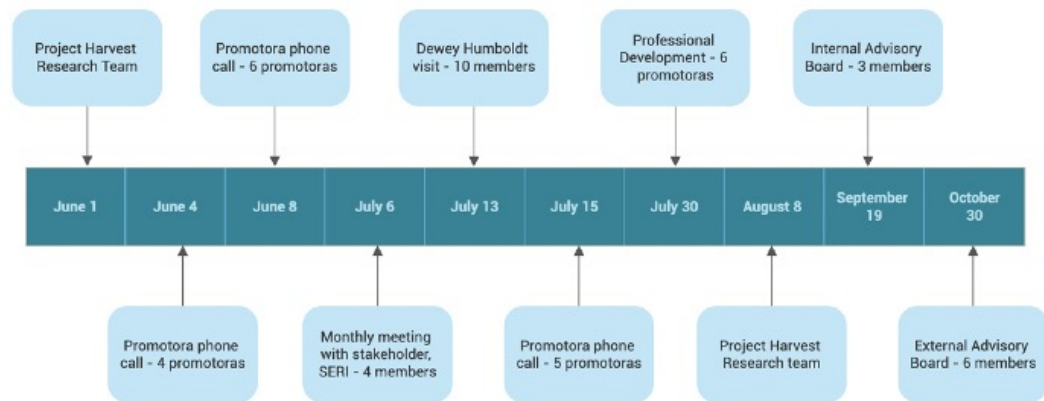 Project Harvest
Research Team
Promotora phone
call - 6 promotoras
Dewey Humboldt
visit - 10 members
Professional
Development - 6
promotoras
Internal Advisory
Board - 3 members
June 1
June 4
June 8
July 6
July 13
July 15
July 30
August 8
September
19
October
30
Promotora phone
call - 4 promotoras
Monthly meeting
with stakeholder,
SERI - 4 members
Promotora phone
call - 5 promotoras
Project Harvest
Research team
External Advisory
Board - 6 members